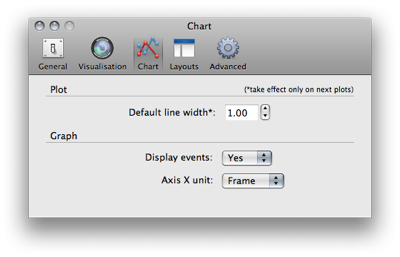 Chart
General Visualisation Chart Layouts Advanced
Plot (*take effect only on next plots)
Default line width*: 1.00
Graph
Display events: Yes
Axis X unit: Frame